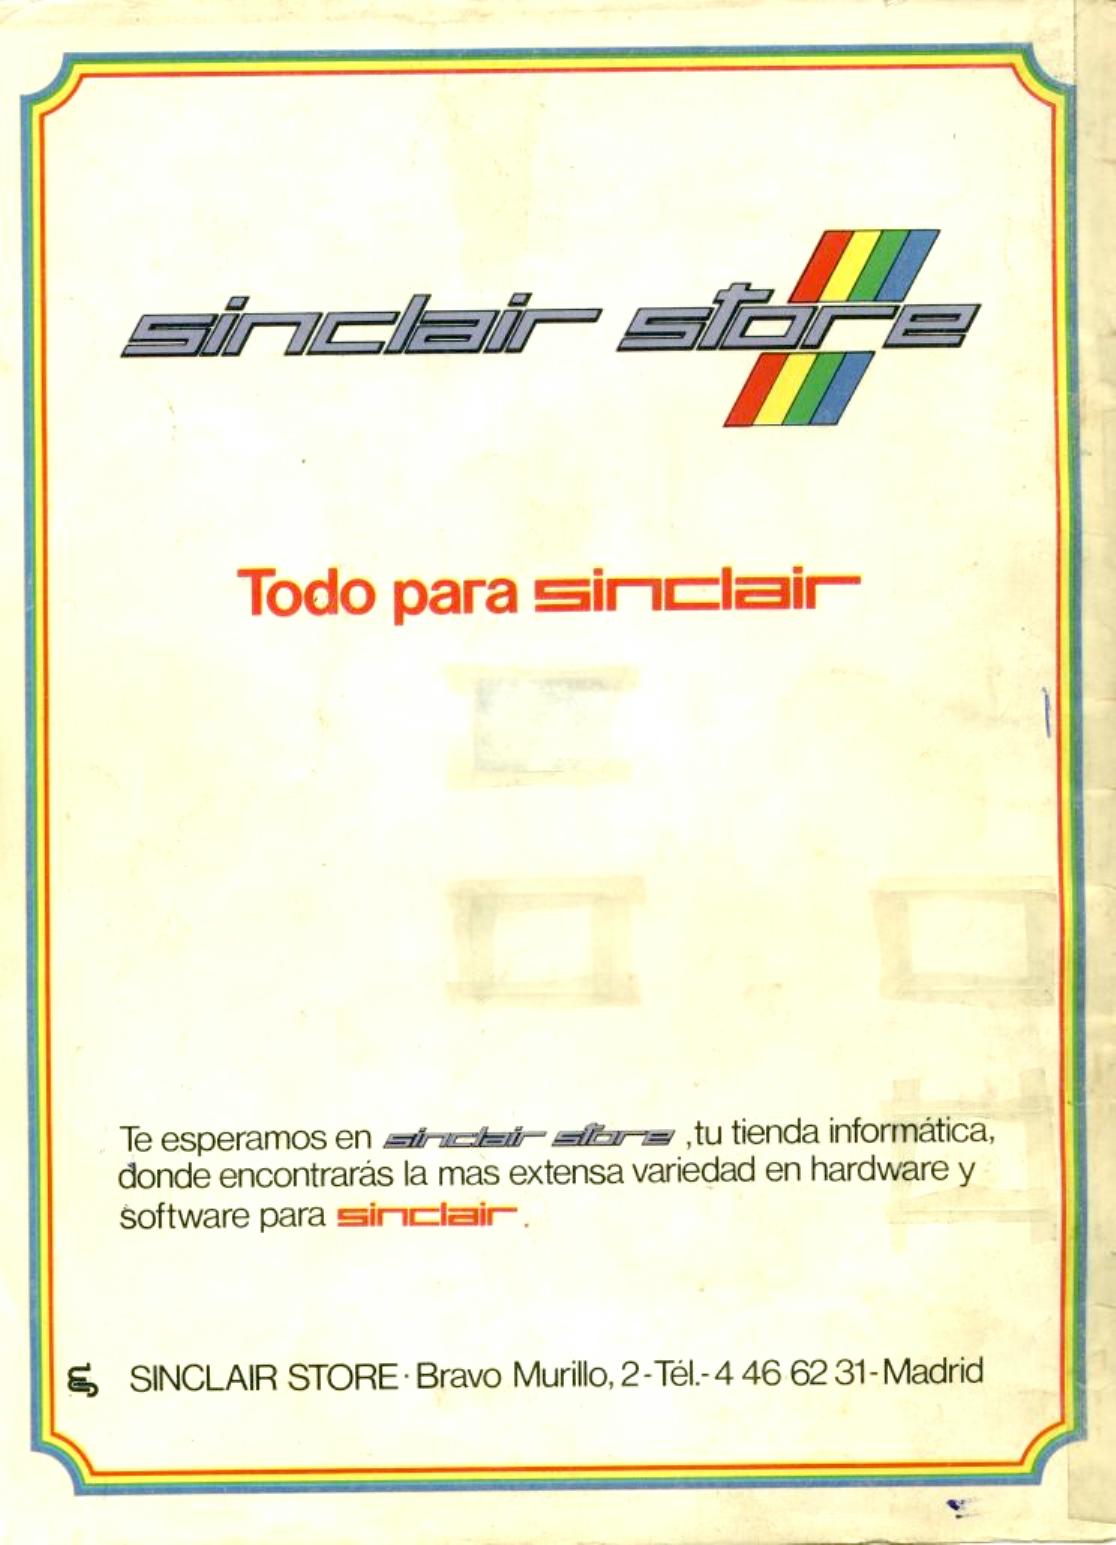 sinclair store
Todo para sinclair
Te esperamos en sinclair store ,tu tienda informática,
donde encontrarás la mas extensa variedad en hardware y
software para sinclair.
SINCLAIR STORE · Bravo Murillo, 2-Tél.-4 46 62 31-Madrid